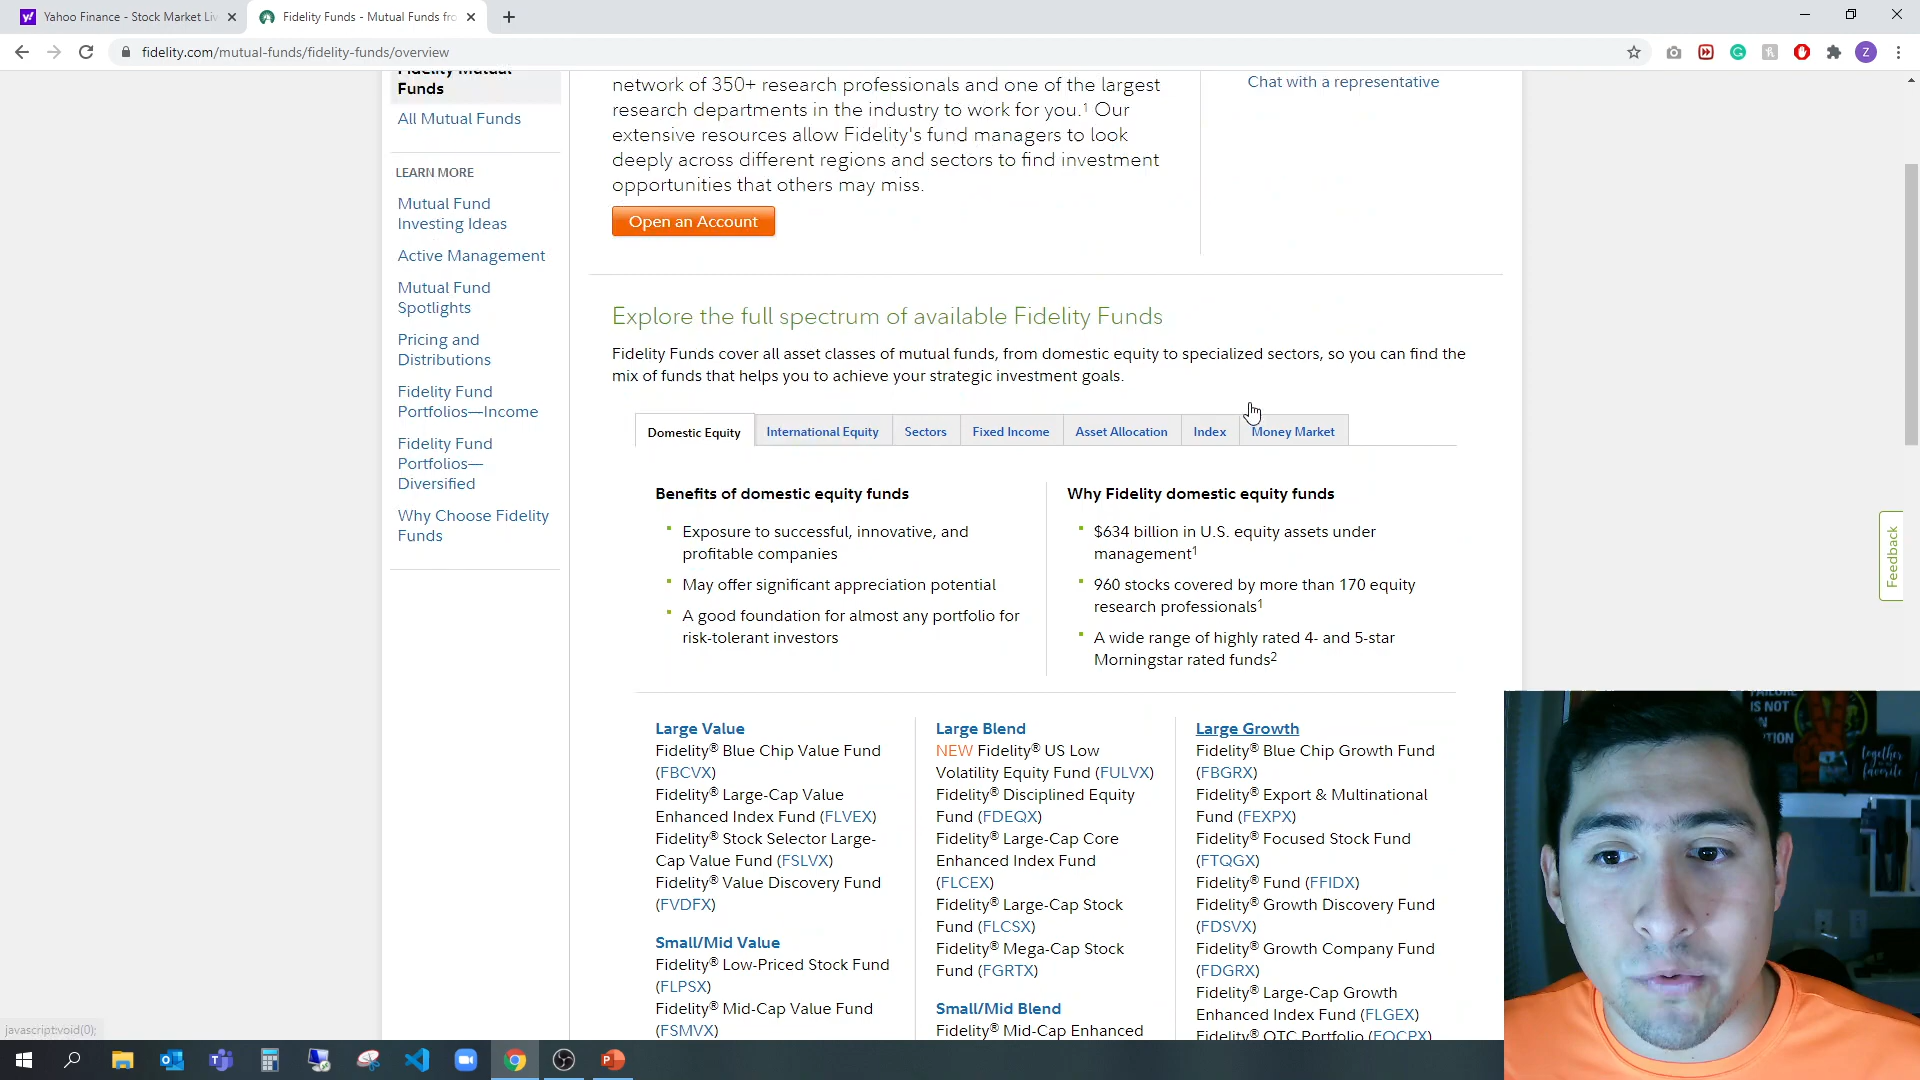 Yahoo Finance - Stock Market Li
Fidelity Funds - Mutual Funds fro
fidelity.com/mutual-funds/fidelity-funds/overview
Z
Fidelity Mutual
Funds
All Mutual Funds
LEARN MORE
Mutual Fund
Investing Ideas
Active Management
Mutual Fund
Spotlights
Pricing and
Distributions
Fidelity Fund
Portfolios—Income
Fidelity Fund
Portfolios—
Diversified
Why Choose Fidelity
Funds
network of 350+ research professionals and one of the largest
research departments in the industry to work for you.¹ Our
extensive resources allow Fidelity's fund managers to look
deeply across different regions and sectors to find investment
opportunities that others may miss.
Open an Account
Chat with a representative
Explore the full spectrum of available Fidelity Funds
Fidelity Funds cover all asset classes of mutual funds, from domestic equity to specialized sectors, so you can find the
mix of funds that helps you to achieve your strategic investment goals.
Domestic Equity International Equity Sectors Fixed Income Asset Allocation Index Money Market
Benefits of domestic equity funds
Exposure to successful, innovative, and
profitable companies
May offer significant appreciation potential
A good foundation for almost any portfolio for
risk-tolerant investors
Why Fidelity domestic equity funds
$634 billion in U.S. equity assets under
management¹
960 stocks covered by more than 170 equity
research professionals¹
A wide range of highly rated 4- and 5-star
Morningstar rated funds²
Large Value
Fidelity® Blue Chip Value Fund
(FBCVX)
Fidelity® Large-Cap Value
Enhanced Index Fund (FLVEX)
Fidelity® Stock Selector Large-
Cap Value Fund (FSLVX)
Fidelity® Value Discovery Fund
(FVDFX)
Small/Mid Value
Fidelity® Low-Priced Stock Fund
(FLPSX)
Fidelity® Mid-Cap Value Fund
(FSMVX)
Large Blend
NEW Fidelity® US Low
Volatility Equity Fund (FULVX)
Fidelity® Disciplined Equity
Fund (FDEQX)
Fidelity® Large-Cap Core
Enhanced Index Fund
(FLCEX)
Fidelity® Large-Cap Stock
Fund (FLCSX)
Fidelity® Mega-Cap Stock
Fund (FGRTX)
Small/Mid Blend
Fidelity® Mid-Cap Enhanced
Large Growth
Fidelity® Blue Chip Growth Fund
(FBGRX)
Fidelity® Export & Multinational
Fund (FEXPX)
Fidelity® Focused Stock Fund
(FTQGX)
Fidelity® Fund (FFIDX)
Fidelity® Growth Discovery Fund
(FDSVX)
Fidelity® Growth Company Fund
(FDGRX)
Fidelity® Large-Cap Growth
Enhanced Index Fund (FLGEX)
Fidelity® OTC Portfolio (FOCPX)
Feedback
javascript:void(0);
IS NOT
together
favorite